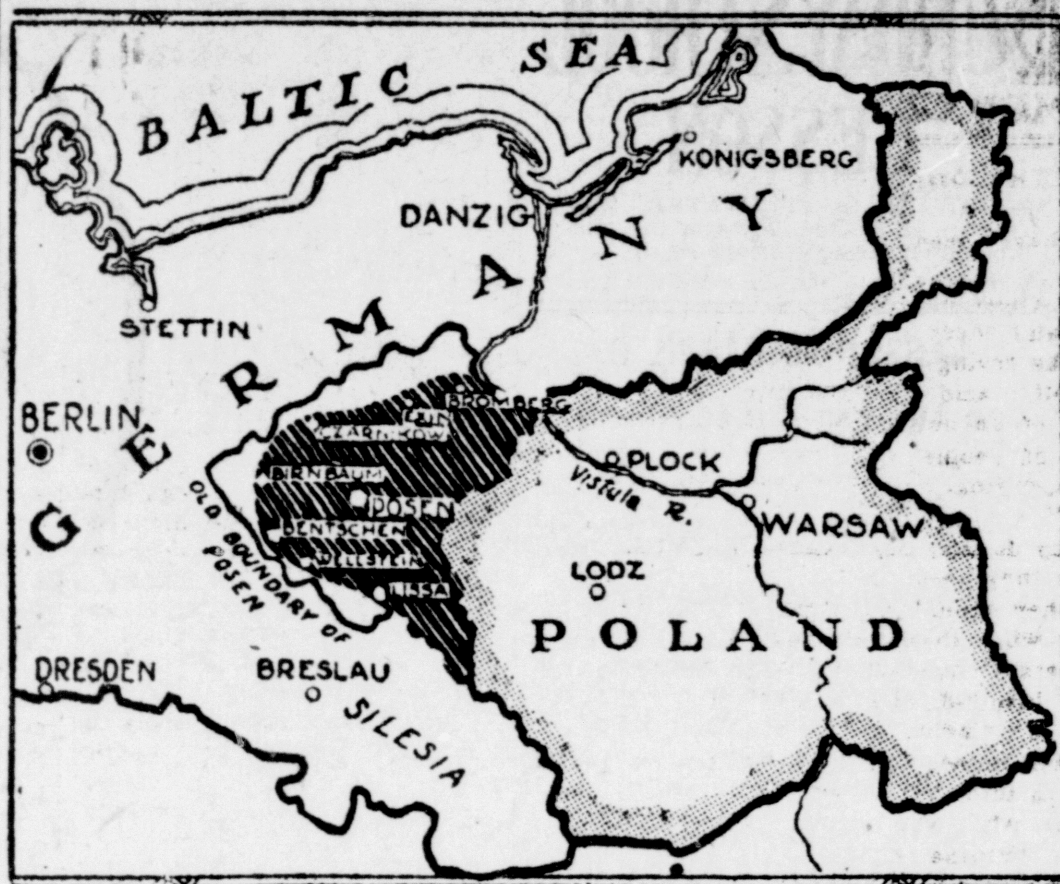 BALTIC SEA
KONIGSBERG
DANZIG
GERMANY
STETTIN
BERLIN
BROMBERG
CZARNIKOW
BIRNBAUM
POSEN
BENTSCHEN
LISSA
OLD BOUNDARY OF
POSEN
PLOCK
Vistula R.
WARSAW
LODZ
POLAND
DRESDEN
BRESLAU
SILESIA